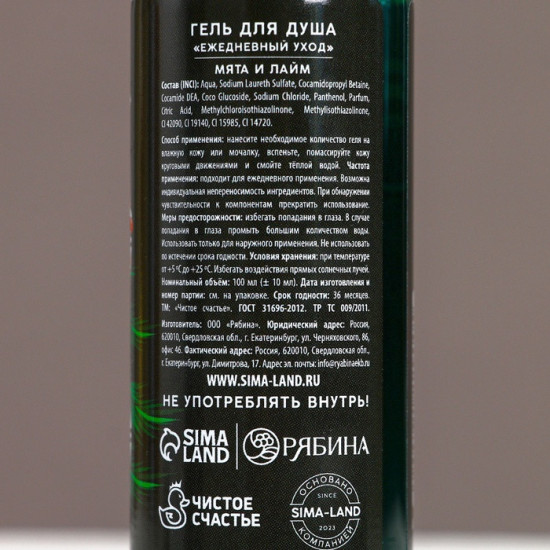 ГЕЛЬ ДЛЯ ДУША
«ЕЖЕДНЕВНЫЙ УХОД»
МЯТА И ЛАЙМ
Состав (INCI): Aqua, Sodium Laureth Sulfate, Cocamidopropyl Betaine,
Cocamide DEA, Coco Glucoside, Sodium Chloride, Panthenol, Parfum,
Citric Acid, Methylchloroisothiazolinone, Methylisothiazolinone,
CI 42090, CI 19140, CI 15985, CI 14720.
Способ применения: нанесите необходимое количество геля на
влажную кожу или мочалку, вспеньте, помассируйте кожу
круговыми движениями и смойте тёплой водой. Частота
применения: подходит для ежедневного применения. Возможна
индивидуальная непереносимость ингредиентов. При обнаружении
чувствительности к компонентам прекратить использование.
Меры предосторожности: избегать попадания в глаза. В случае
попадания в глаза промыть большим количеством воды.
Использовать только для наружного применения. Не использовать
по истечении срока годности. Условия хранения: при температуре
от +5 °C до +25 °C. Избегать воздействия прямых солнечных лучей.
Номинальный объём: 100 мл (± 10 мл). Дата изготовления и
номер партии: см. на упаковке. Срок годности: 36 месяцев.
ТМ: «Чистое счастье». ГОСТ 31696-2012. ТР ТС 009/2011.
Изготовитель: ООО «Рябина». Юридический адрес: Россия,
620010, Свердловская обл., г. Екатеринбург, ул. Черняховского, 86,
офис 46. Фактический адрес: Россия, 620010, Свердловская обл.,
г. Екатеринбург, ул. Димитрова, 17. Адрес эл. почты: info@ryabinaekb.ru
WWW.SIMA-LAND.RU
НЕ УПОТРЕБЛЯТЬ ВНУТРЬ!
SIMA
LAND
РЯБИНА
ЧИСТОЕ
СЧАСТЬЕ
ОСНОВАНО
SINCE
SIMA-LAND
2023
КОМПАНИЕЙ